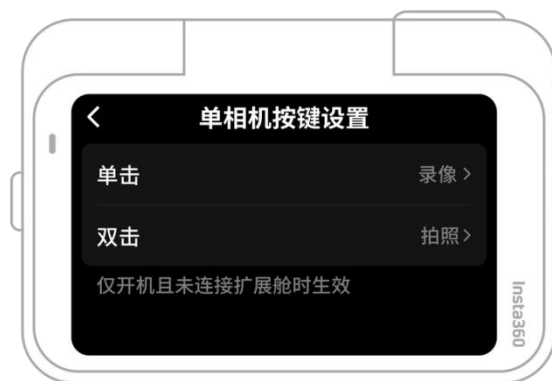 单相机按键设置
单击 录像
双击 拍照
仅开机且未连接扩展舱时生效
Insta360